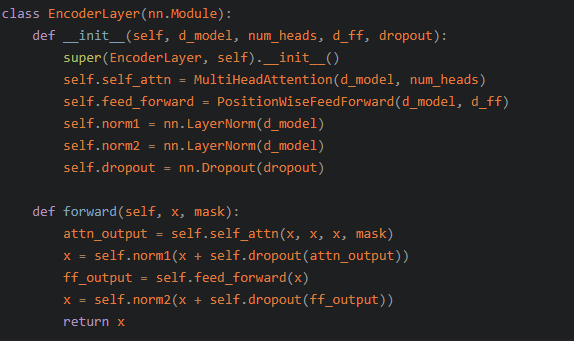 class EncoderLayer(nn.Module):
    def __init__(self, d_model, num_heads, d_ff, dropout):
        super(EncoderLayer, self).__init__()
        self.self_attn = MultiHeadAttention(d_model, num_heads)
        self.feed_forward = PositionWiseFeedForward(d_model, d_ff)
        self.norm1 = nn.LayerNorm(d_model)
        self.norm2 = nn.LayerNorm(d_model)
        self.dropout = nn.Dropout(dropout)

    def forward(self, x, mask):
        attn_output = self.self_attn(x, x, x, mask)
        x = self.norm1(x + self.dropout(attn_output))
        ff_output = self.feed_forward(x)
        x = self.norm2(x + self.dropout(ff_output))
        return x